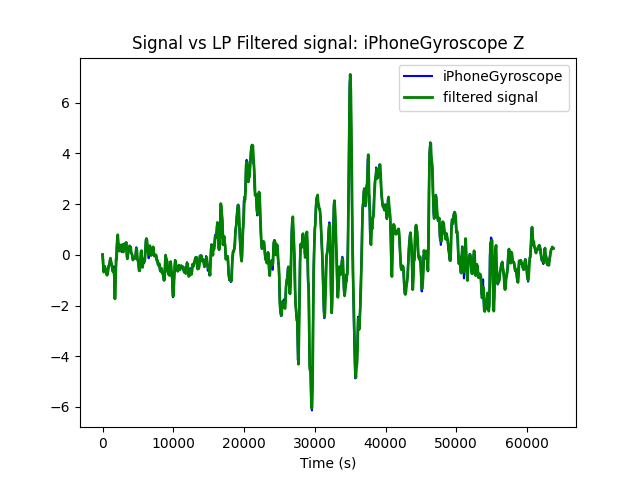 Signal vs LP Filtered signal: iPhoneGyroscope Z
iPhoneGyroscope
filtered signal
6
4
2
0
−2
−4
−6
0 10000 20000 30000 40000 50000 60000
Time (s)